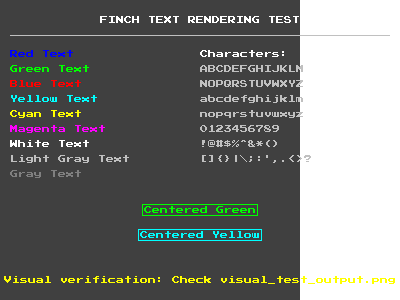 FINCH TEXT RENDERING TEST
Red Text
Green Text
Blue Text
Yellow Text
Cyan Text
Magenta Text
White Text
Light Gray Text
Gray Text
Characters:
ABCDEFGHIJKLM
NOPQRSTUVWXYZ
abcdefghijklm
nopqrstuvwxyz
0123456789
!@#$%^&*()
[]{}|\;:',.<>?
Centered Green
Centered Yellow
Visual verification: Check visual_test_output.png